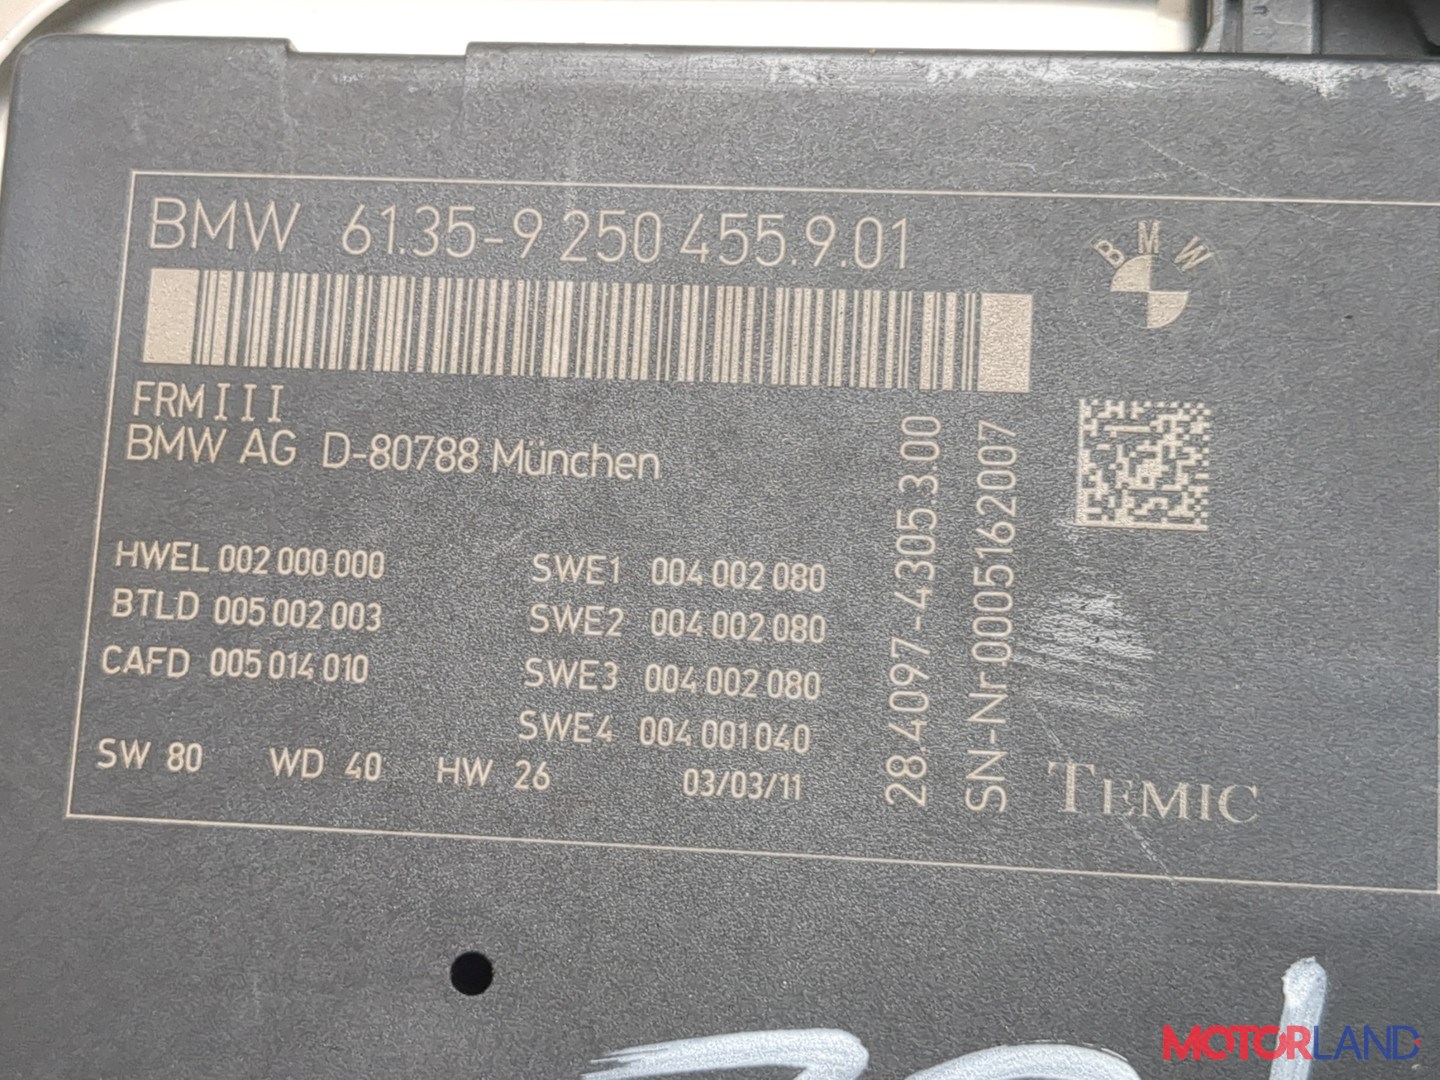 BMW 61.35-9 250 455.9.01
BMW
FRM III
BMW AG D-80788 München
HWEL 002 000 000
BTLD 005 002 003
CAFD 005 014 010
SWE1 004 002 080
SWE2 004 002 080
SWE3 004 002 080
SWE4 004 001 040
SW 80 WD 40 HW 26 03/03/11
28.4097-4305.3.00
SN-Nr 0005162007
TEMIC
MOTORLAND